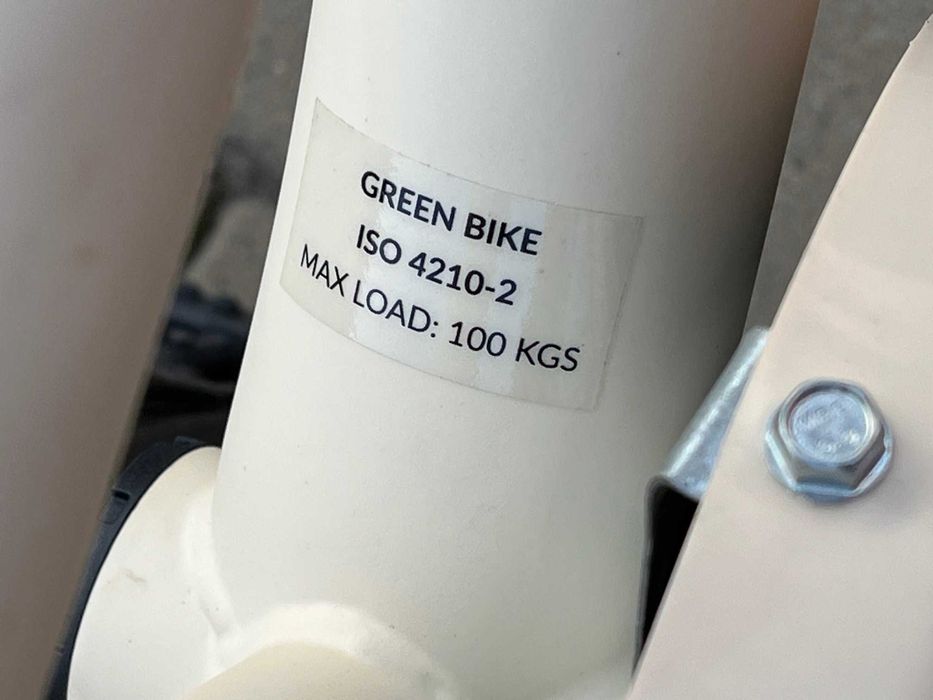 GREEN BIKE
ISO 4210-2
MAX LOAD: 100 KGS